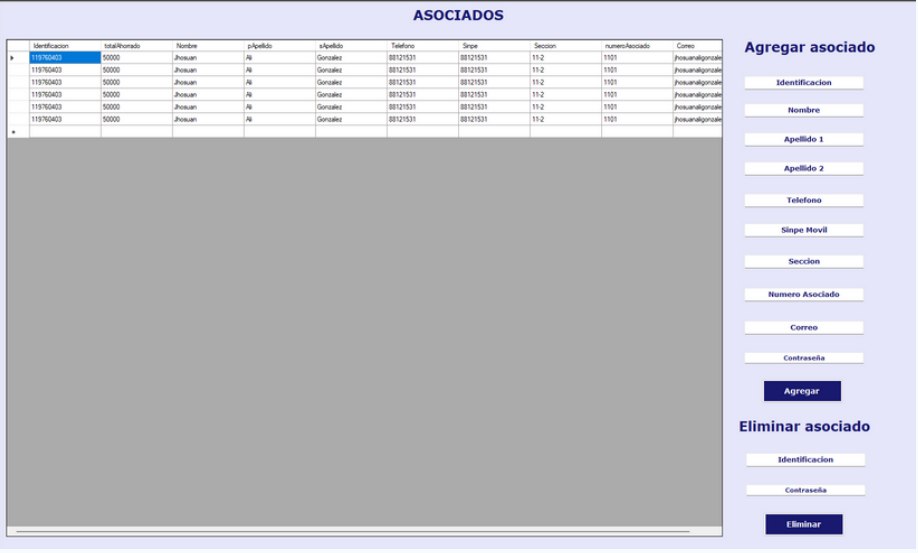 ASOCIADOS
Identificacion totalAhorrado Nombre pApellido sApellido Telefono Sinpe Seccion numeroAsociado Correo
119760403 50000 Jhosuan Ali Gonzalez 88121531 88121531 11-2 1101 jhosuanaligonzale
119760403 50000 Jhosuan Ali Gonzalez 88121531 88121531 11-2 1101 jhosuanaligonzale
119760403 50000 Jhosuan Ali Gonzalez 88121531 88121531 11-2 1101 jhosuanaligonzale
119760403 50000 Jhosuan Ali Gonzalez 88121531 88121531 11-2 1101 jhosuanaligonzale
119760403 50000 Jhosuan Ali Gonzalez 88121531 88121531 11-2 1101 jhosuanaligonzale
119760403 50000 Jhosuan Ali Gonzalez 88121531 88121531 11-2 1101 jhosuanaligonzale
Agregar asociado
Identificacion
Nombre
Apellido 1
Apellido 2
Telefono
Sinpe Movil
Seccion
Numero Asociado
Correo
Contraseña
Agregar
Eliminar asociado
Identificacion
Contraseña
Eliminar